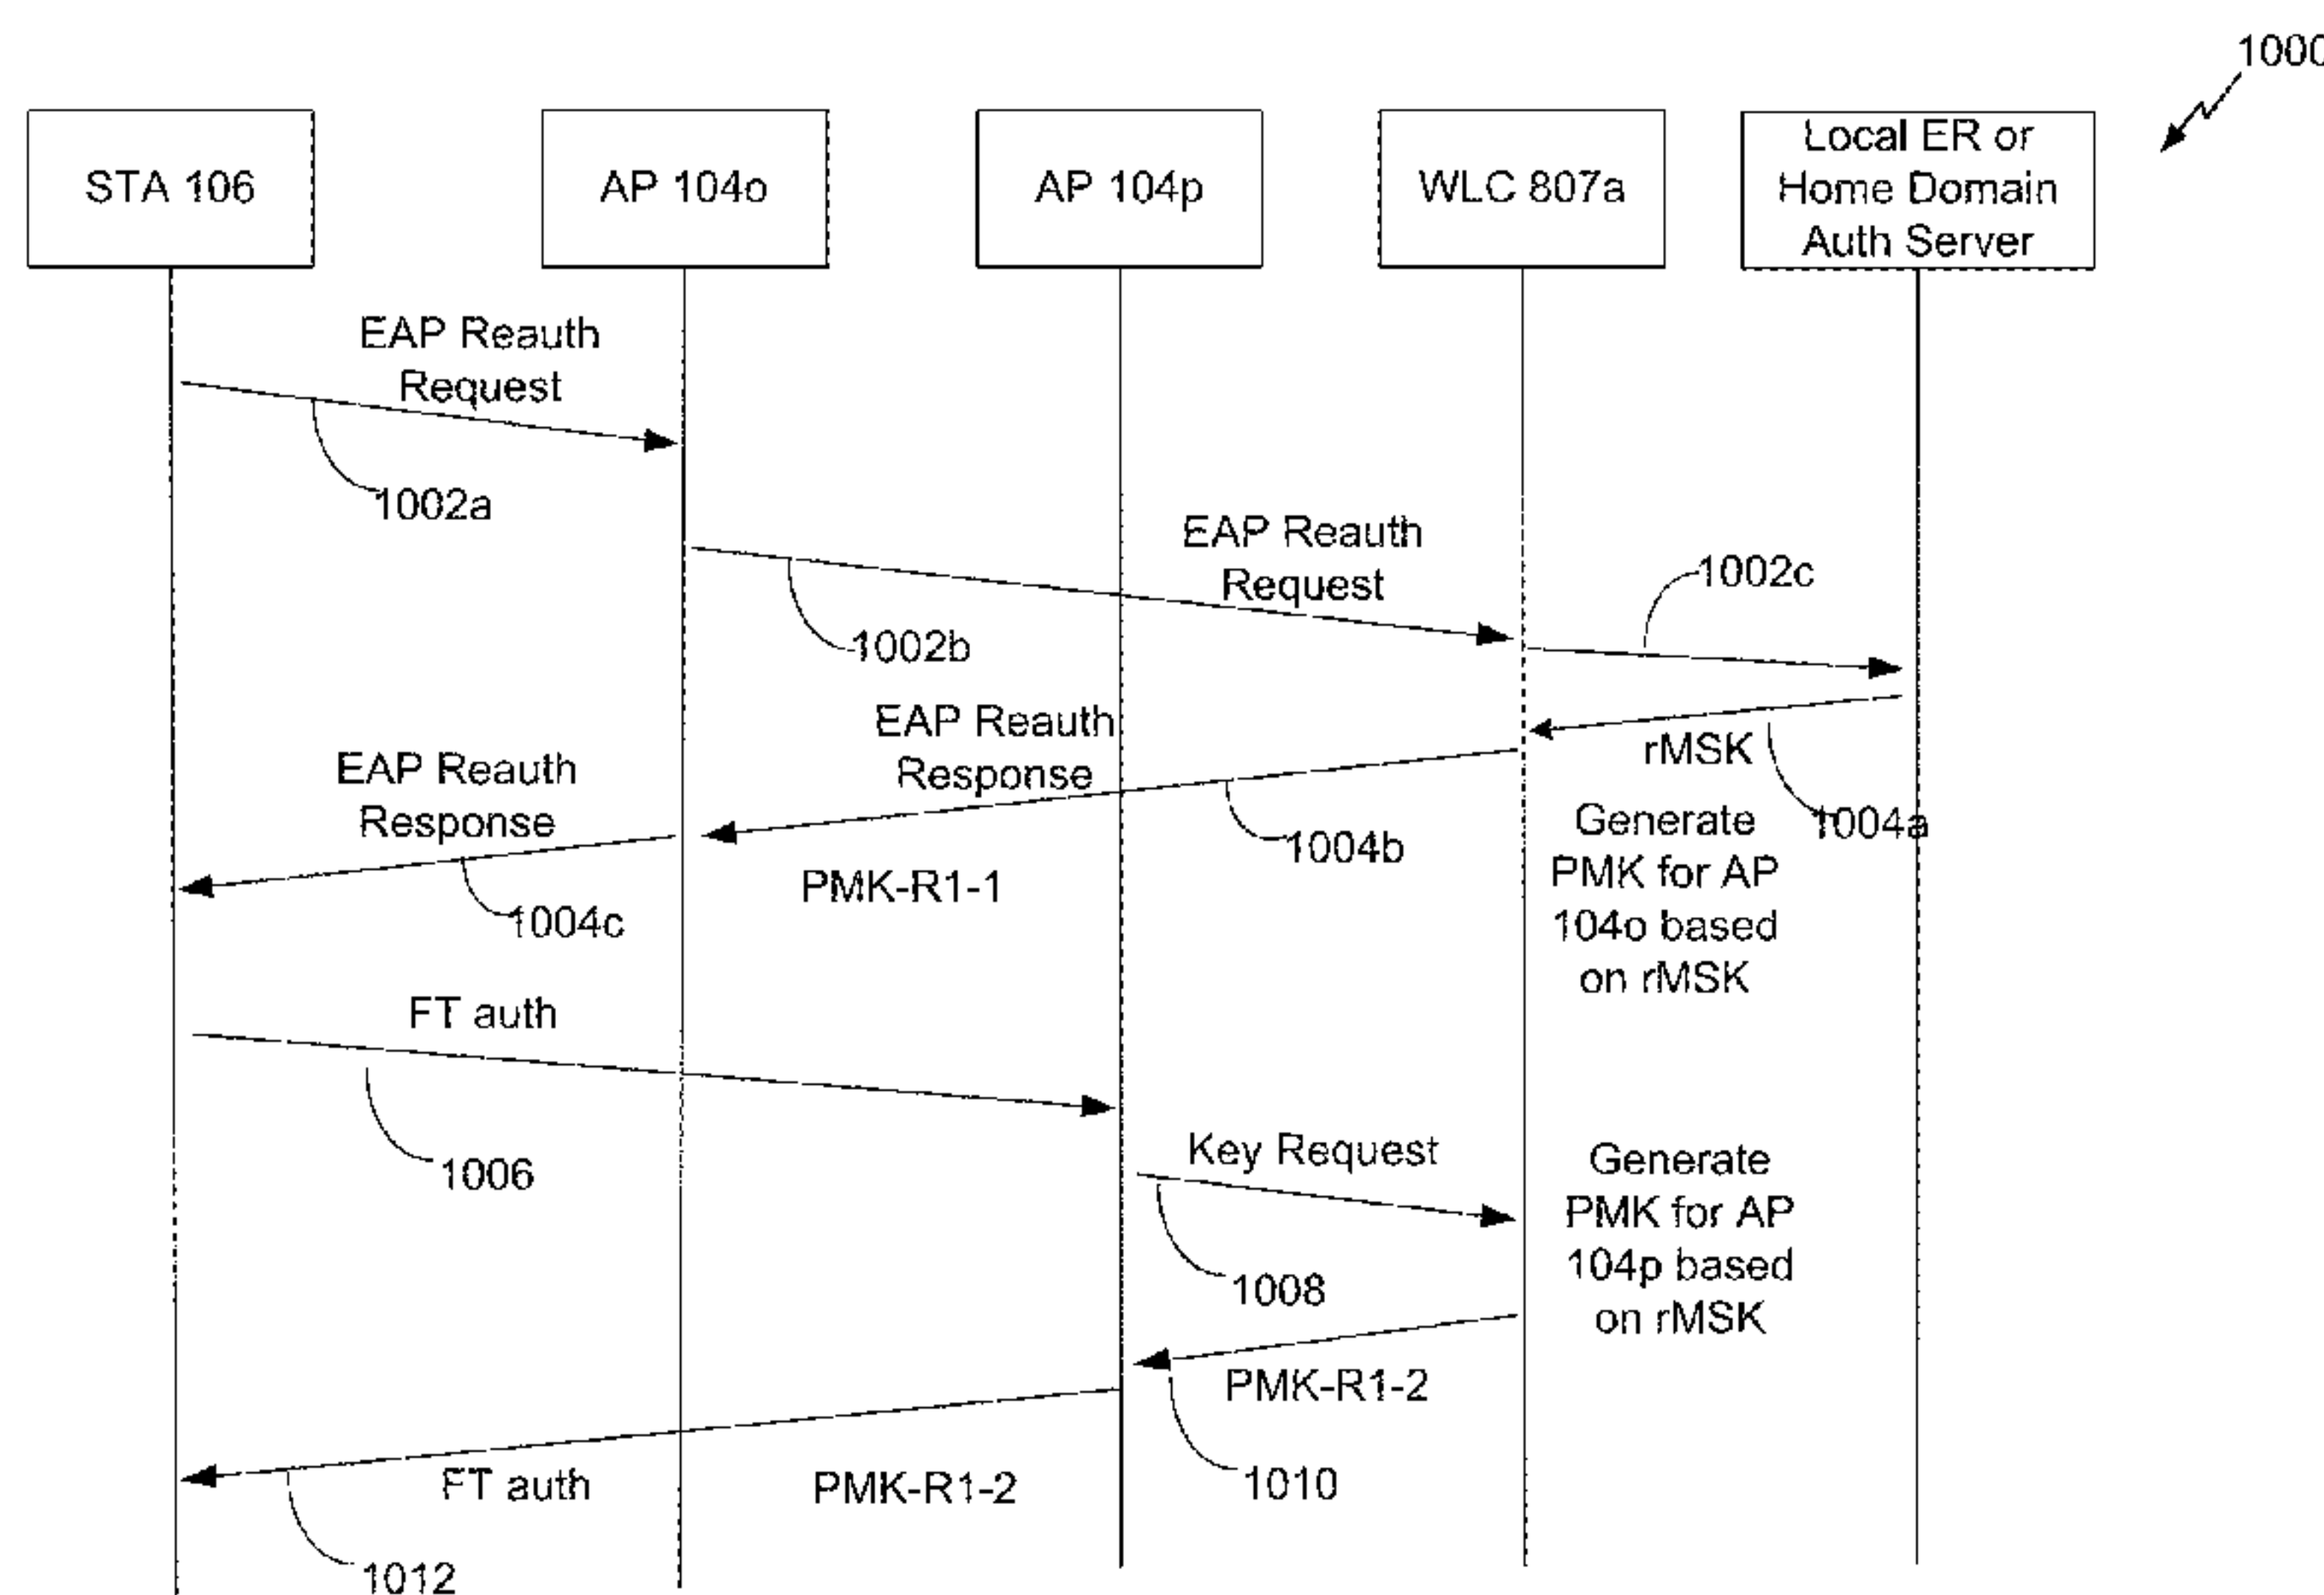 1000
STA 106
AP 104o
AP 104p
WLC 807a
Local ER or
Home Domain
Auth Server
EAP Reauth
Request
1002a
EAP Reauth
Request
1002b
1002c
rMSK
1004a
EAP Reauth
Response
1004b
EAP Reauth
Response
1004c
PMK-R1-1
Generate
PMK for AP
104o based
on rMSK
FT auth
1006
Key Request
1008
Generate
PMK for AP
104p based
on rMSK
PMK-R1-2
1010
FT auth
PMK-R1-2
1012